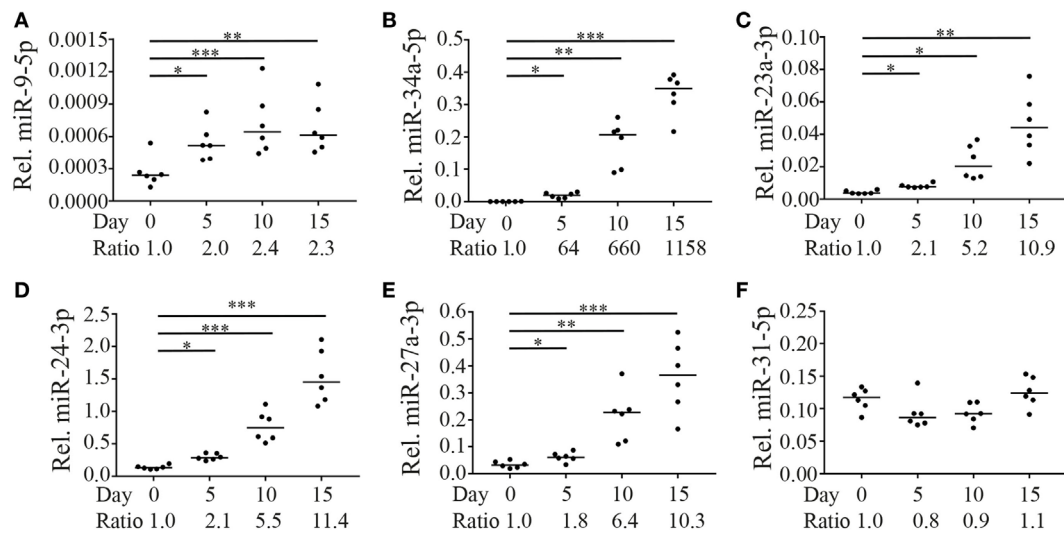 A
Rel. miR-9-5p
0.0015
0.0012
0.0009
0.0006
0.0003
0.0000
**
***
*
Day 0 5 10 15
Ratio 1.0 2.0 2.4 2.3
B
Rel. miR-34a-5p
0.5
0.4
0.3
0.2
0.1
0.0
***
**
*
Day 0 5 10 15
Ratio 1.0 64 660 1158
C
Rel. miR-23a-3p
0.10
0.08
0.06
0.04
0.02
0.00
**
*
*
Day 0 5 10 15
Ratio 1.0 2.1 5.2 10.9
D
Rel. miR-24-3p
2.5
2.0
1.5
1.0
0.5
0.0
***
***
*
Day 0 5 10 15
Ratio 1.0 2.1 5.5 11.4
E
Rel. miR-27a-3p
0.6
0.5
0.4
0.3
0.2
0.1
0.0
***
**
*
Day 0 5 10 15
Ratio 1.0 1.8 6.4 10.3
F
Rel. miR-31-5p
0.25
0.20
0.15
0.10
0.05
0.00
Day 0 5 10 15
Ratio 1.0 0.8 0.9 1.1